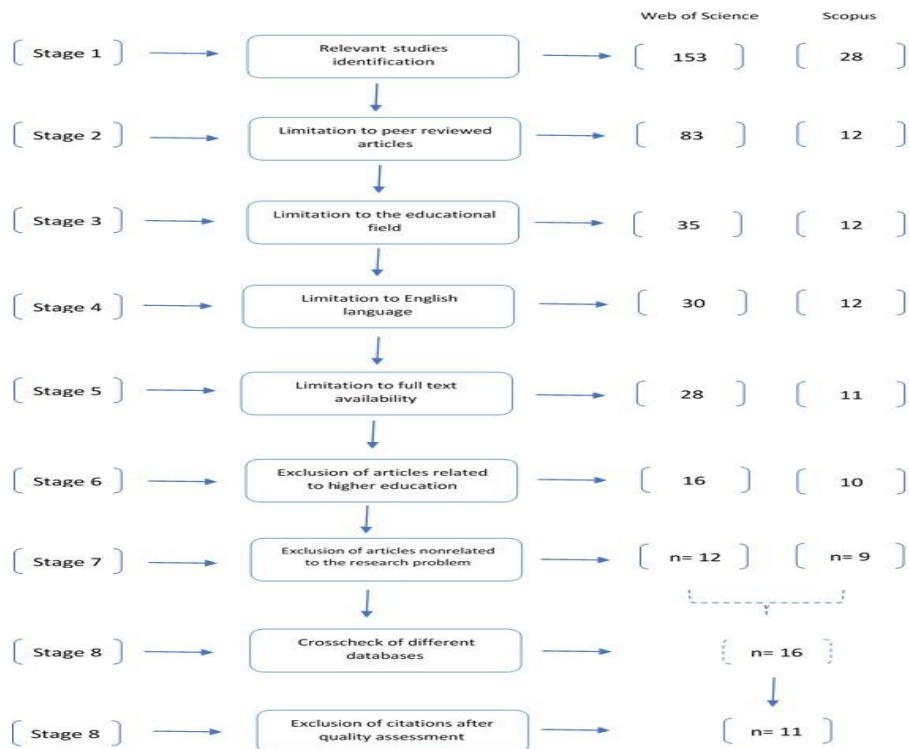 Web of Science Scopus
Stage 1 Relevant studies 153 28
identification
Stage 2 Limitation to peer reviewed 83 12
articles
Stage 3 Limitation to the educational 35 12
field
Stage 4 Limitation to English 30 12
language
Stage 5 Limitation to full text 28 11
availability
Stage 6 Exclusion of articles related 16 10
to higher education
Stage 7 Exclusion of articles nonrelated n= 12 n= 9
to the research problem
Stage 8 Crosscheck of different n= 16
databases
Stage 8 Exclusion of citations after n= 11
quality assessment